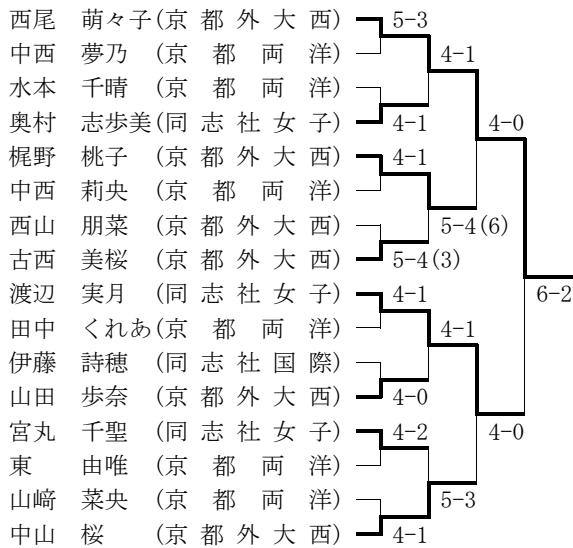 西尾 萌々子(京都外大西) 5-3
中西 夢乃 (京都両洋) 4-1
水本 千晴 (京都両洋)
奥村 志歩美(同志社女子) 4-1 4-0
梶野 桃子 (京都外大西) 4-1
中西 莉央 (京都両洋)
西山 朋菜 (京都外大西) 5-4(6)
古西 美桜 (京都外大西) 5-4(3)
渡辺 実月 (同志社女子) 4-1 6-2
田中 くれあ(京都両洋) 4-1
伊藤 詩穂 (同志社国際)
山田 歩奈 (京都外大西) 4-0
宮丸 千聖 (同志社女子) 4-2 4-0
東 由唯 (京都両洋)
山﨑 菜央 (京都両洋) 5-3
中山 桜 (京都外大西) 4-1